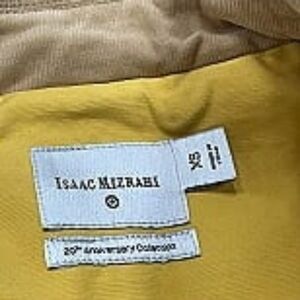 ISAAC MIZRAHI
XS
20th Anniversary Collection